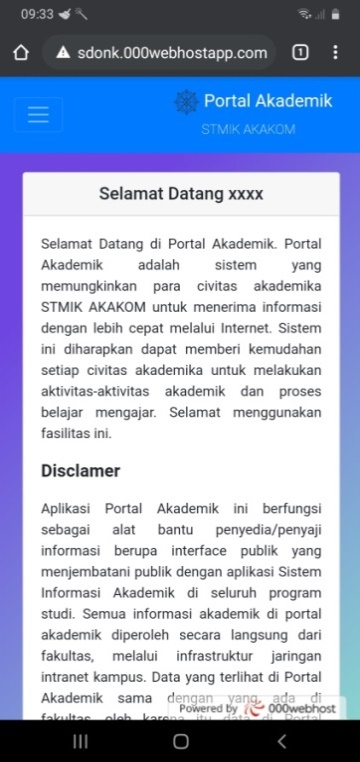 09:33
sdonk.000webhostapp.com
1
Portal Akademik
STMIK AKAKOM
Selamat Datang xxxx
Selamat Datang di Portal Akademik. Portal
Akademik adalah sistem yang
memungkinkan para civitas akademika
STMIK AKAKOM untuk menerima informasi
dengan lebih cepat melalui Internet. Sistem
ini diharapkan dapat memberi kemudahan
setiap civitas akademika untuk melakukan
aktivitas-aktivitas akademik dan proses
belajar mengajar. Selamat menggunakan
fasilitas ini.
Disclamer
Aplikasi Portal Akademik ini berfungsi
sebagai alat bantu penyedia/penyaji
informasi berupa interface publik yang
menjembatani publik dengan aplikasi Sistem
Informasi Akademik di seluruh program
studi. Semua informasi akademik di portal
akademik diperoleh secara langsung dari
fakultas, melalui infrastruktur jaringan
intranet kampus. Data yang terlihat di Portal
Akademik sama dengan yang ada di
fakultas, oleh karena itu data di Portal
Powered by 000webhost